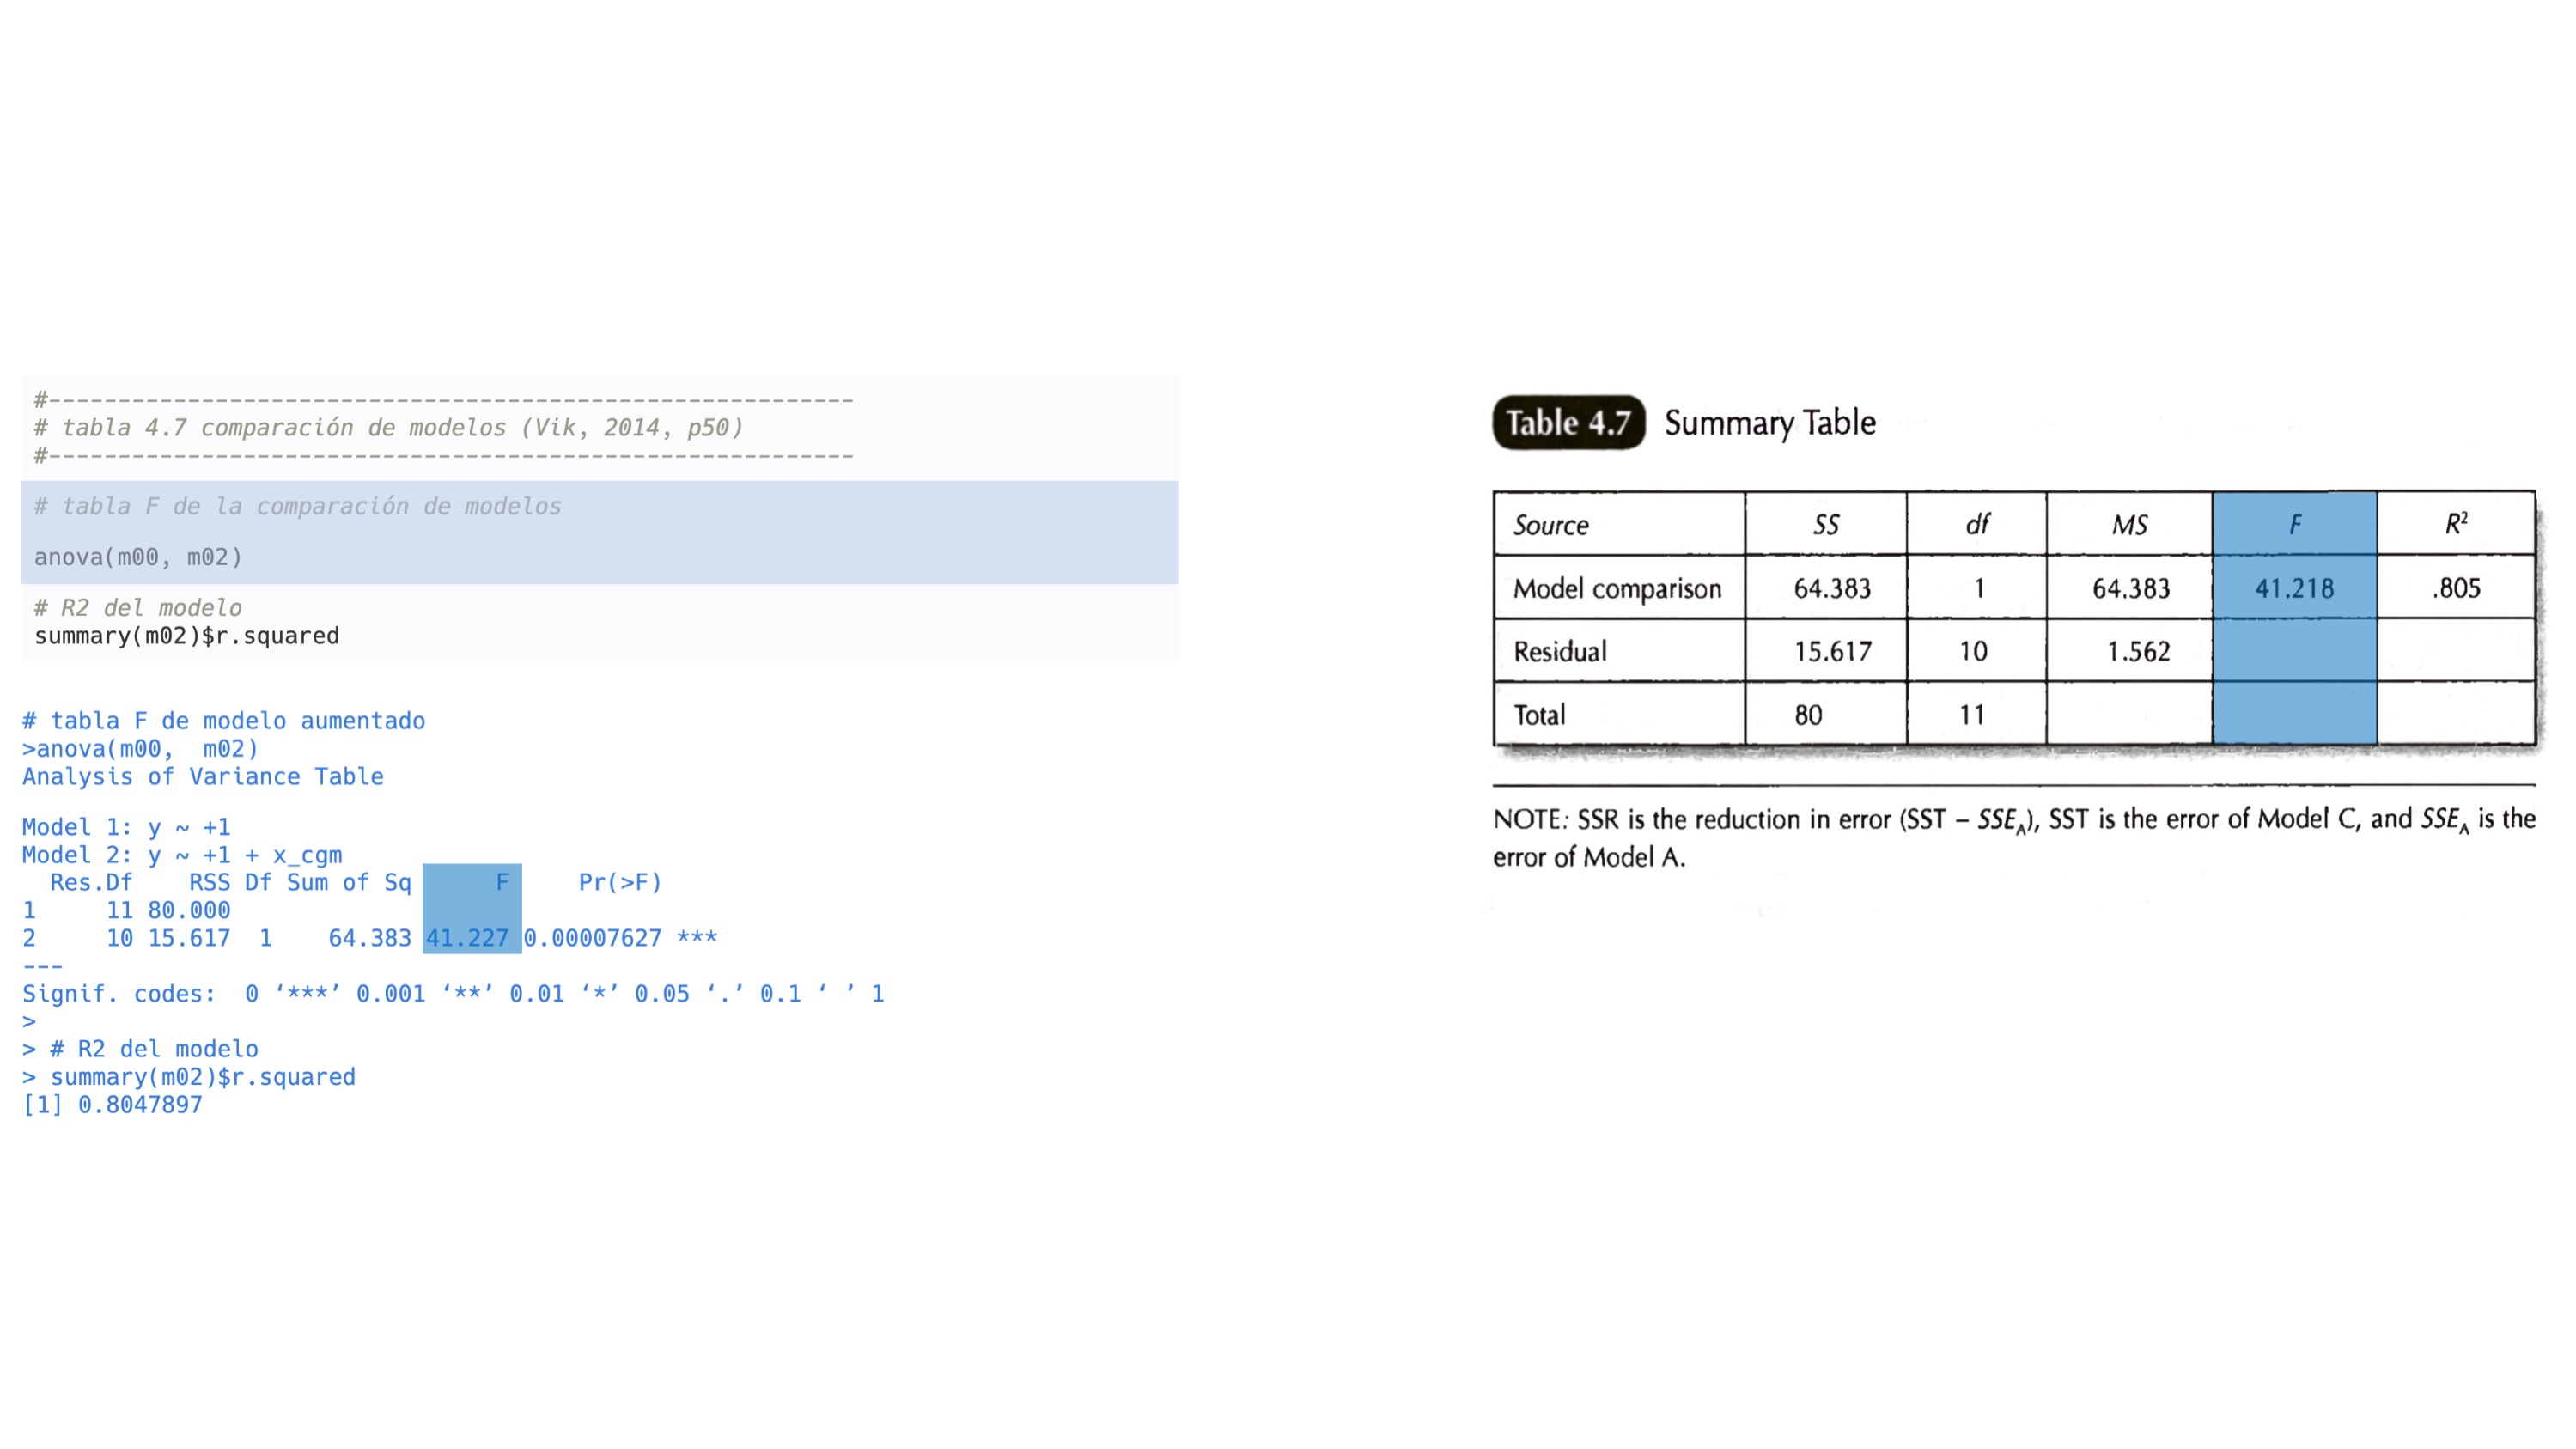 #----------------------------------------------------------
# tabla 4.7 comparación de modelos (Vik, 2014, p50)
#----------------------------------------------------------
# tabla F de la comparación de modelos
anova(m00, m02)
# R2 del modelo
summary(m02)$r.squared
# tabla F de modelo aumentado
>anova(m00,  m02)
Analysis of Variance Table
Model 1: y ~ +1
Model 2: y ~ +1 + x_cgm
  Res.Df    RSS Df Sum of Sq      F     Pr(>F)
1     11 80.000
2     10 15.617  1    64.383 41.227 0.00007627 ***
---
Signif. codes:  0 ‘***’ 0.001 ‘**’ 0.01 ‘*’ 0.05 ‘.’ 0.1 ‘ ’ 1
>
> # R2 del modelo
> summary(m02)$r.squared
[1] 0.8047897
Table 4.7 Summary Table
Source SS df MS F R²
Model comparison 64.383 1 64.383 41.218 .805
Residual 15.617 10 1.562
Total 80 11
NOTE: SSR is the reduction in error (SST – SSE_A), SST is the error of Model C, and SSE_A is the
error of Model A.